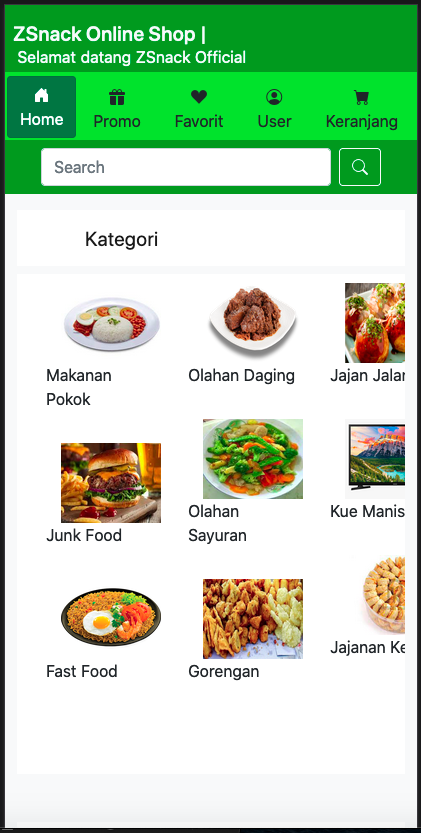 ZSnack Online Shop |
Selamat datang ZSnack Official
Home
Promo
Favorit
User
Keranjang
Search
Kategori
Makanan
Pokok
Olahan Daging
Jajan Jalan
Junk Food
Olahan
Sayuran
Kue Manis
Fast Food
Gorengan
Jajanan Ke